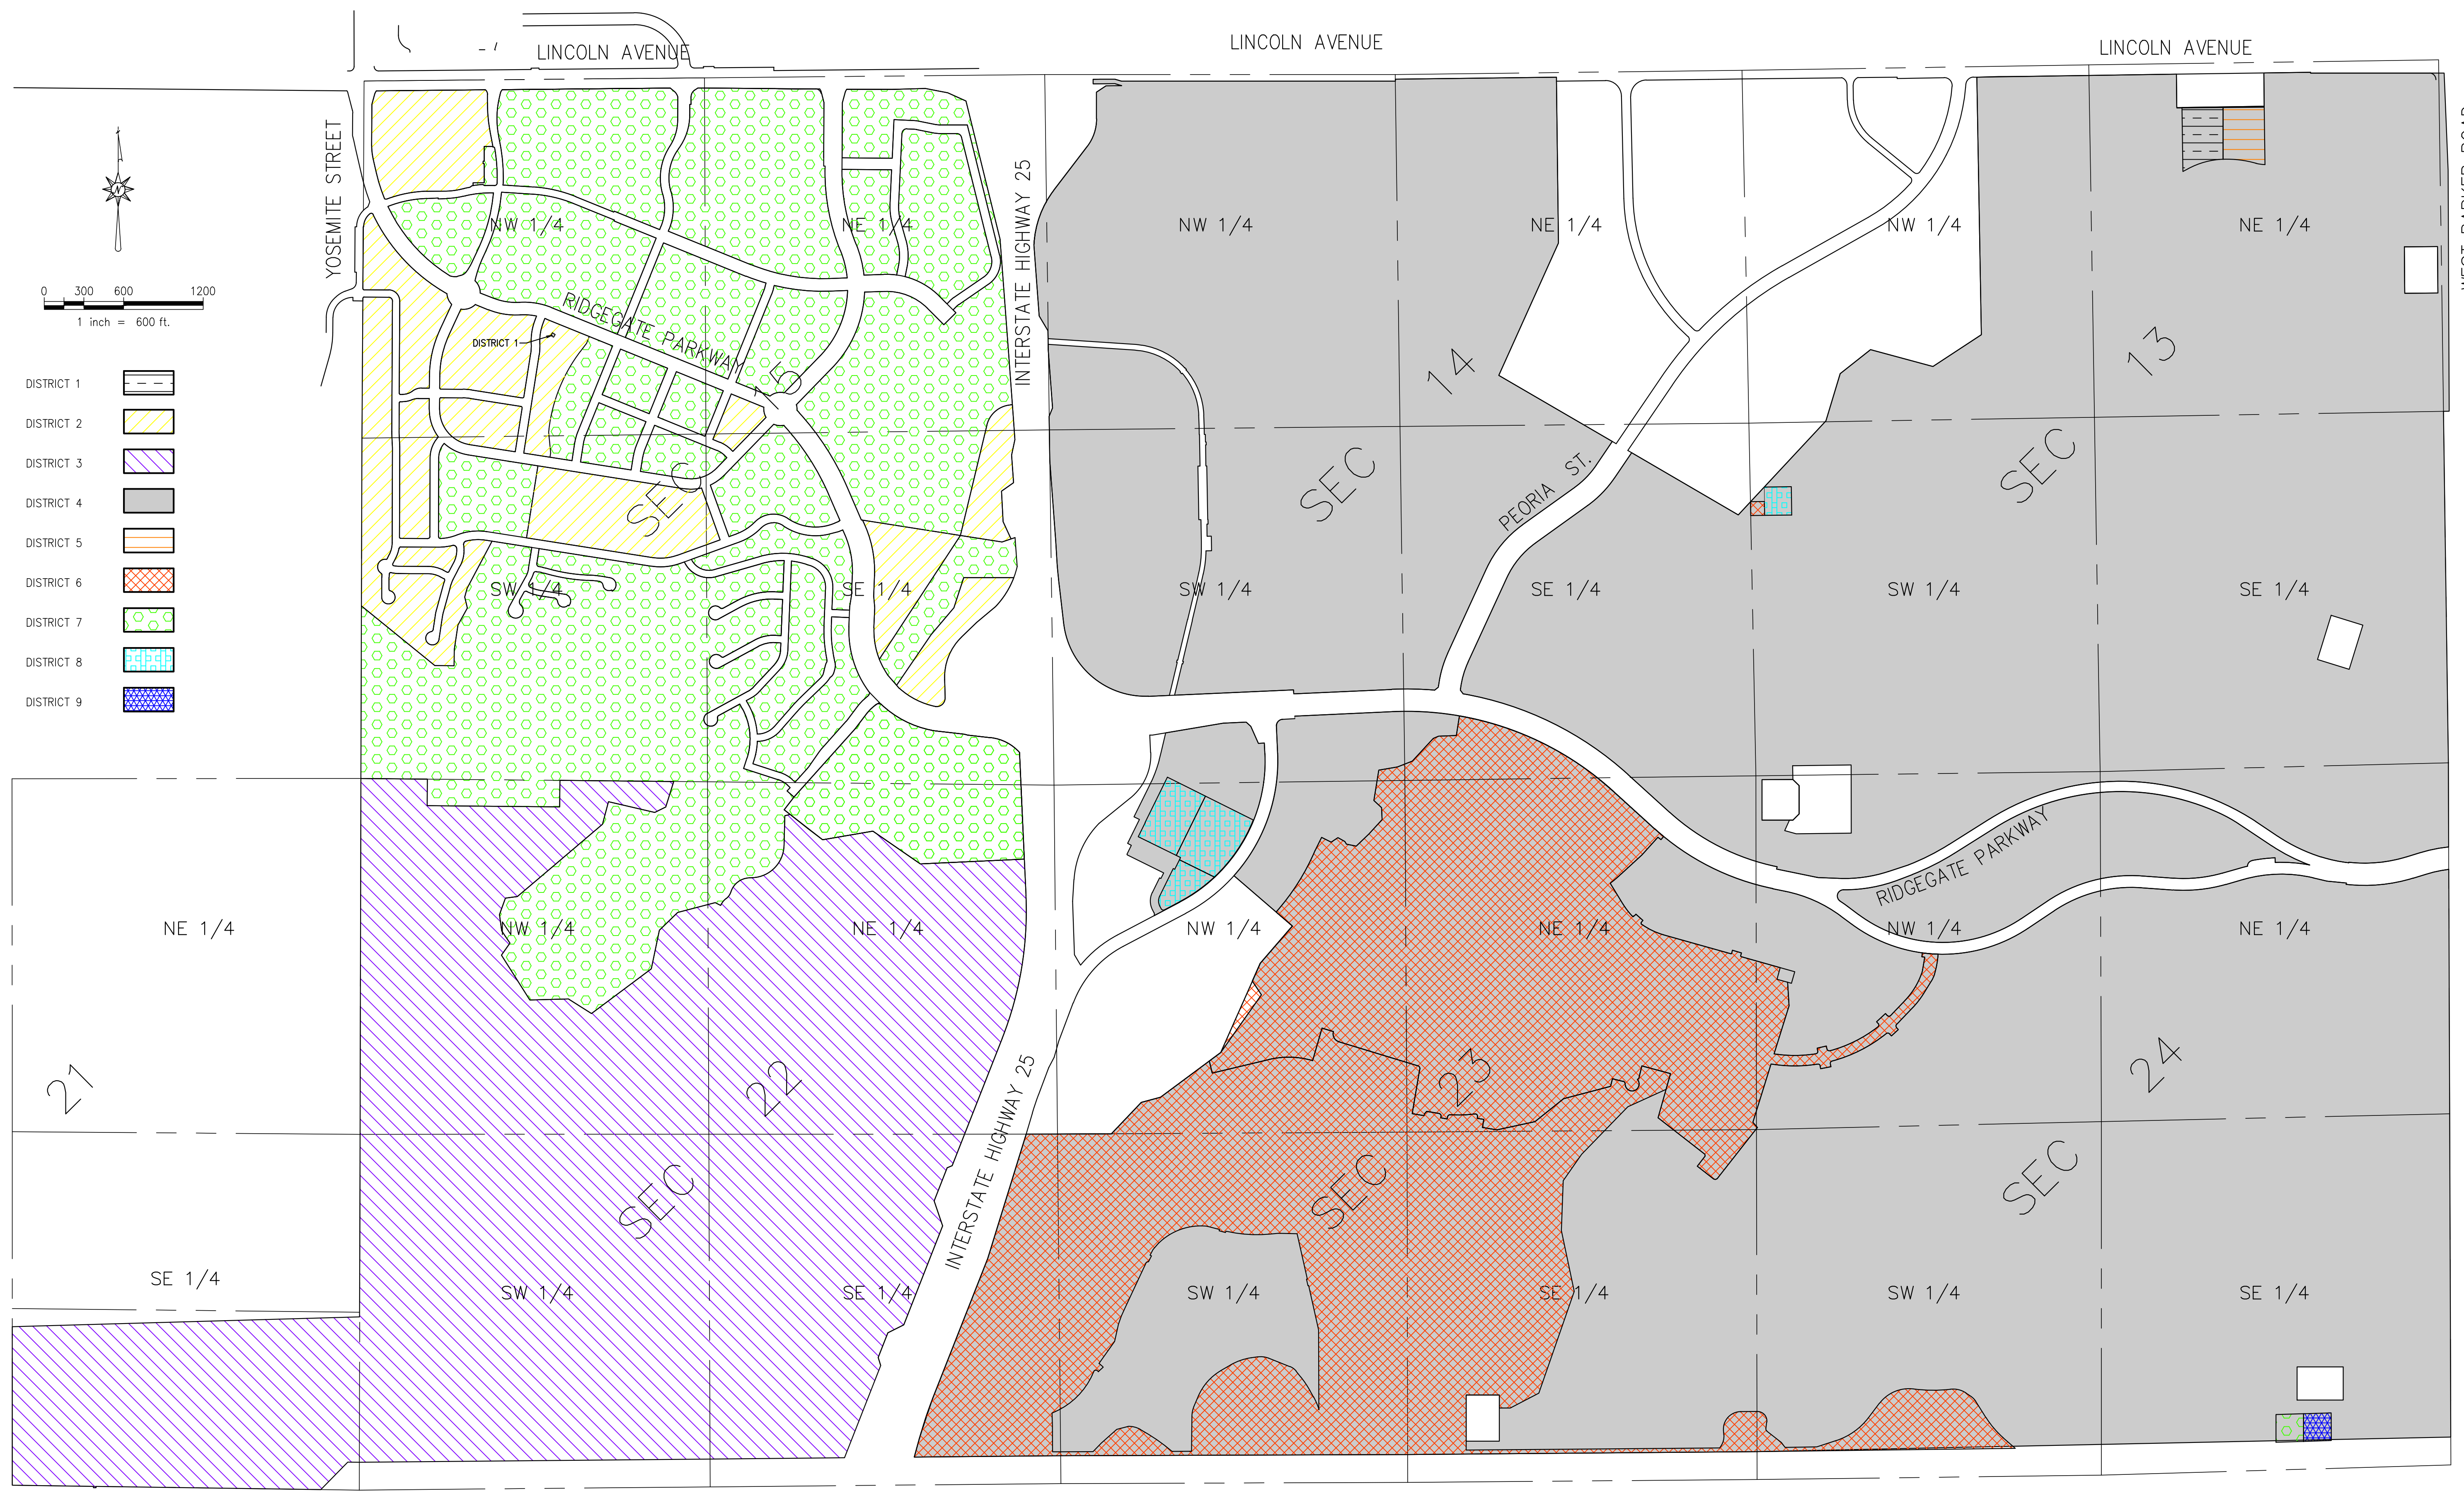 LINCOLN AVENUE
LINCOLN AVENUE
LINCOLN AVENUE
YOSEMITE STREET
INTERSTATE HIGHWAY 25
N
0 300 600 1200
1 inch = 600 ft.
DISTRICT 1
DISTRICT 2
DISTRICT 3
DISTRICT 4
DISTRICT 5
DISTRICT 6
DISTRICT 7
DISTRICT 8
DISTRICT 9
NW 1/4
NE 1/4
NW 1/4
NE 1/4
NW 1/4
NE 1/4
RIDGEGATE PARKWAY
DISTRICT 1
SEC 15
SEC 14
SEC 13
PEORIA ST.
SW 1/4
SE 1/4
SW 1/4
SE 1/4
SW 1/4
SE 1/4
RIDGEGATE PARKWAY
NE 1/4
NW 1/4
NE 1/4
NW 1/4
NE 1/4
NW 1/4
NE 1/4
21
SEC 22
SEC 23
SEC 24
INTERSTATE HIGHWAY 25
SE 1/4
SW 1/4
SE 1/4
SW 1/4
SE 1/4
SW 1/4
SE 1/4